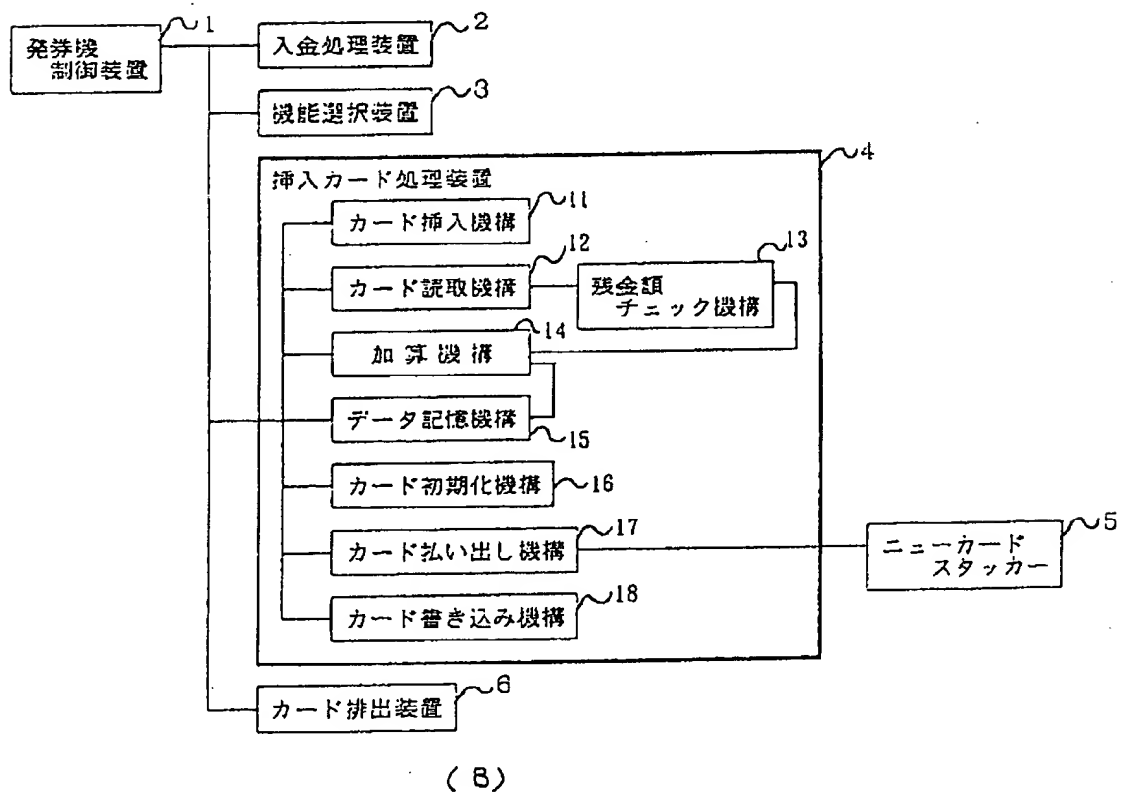 発券機
制御装置
1
入金処理装置
2
機能選択装置
3
4
挿入カード処理装置
カード挿入機構
11
カード読取機構
12
残金額
チェック機構
13
加算機構
14
データ記憶機構
15
カード初期化機構
16
カード払い出し機構
17
ニューカード
スタッカー
5
カード書き込み機構
18
カード排出装置
6
(B)